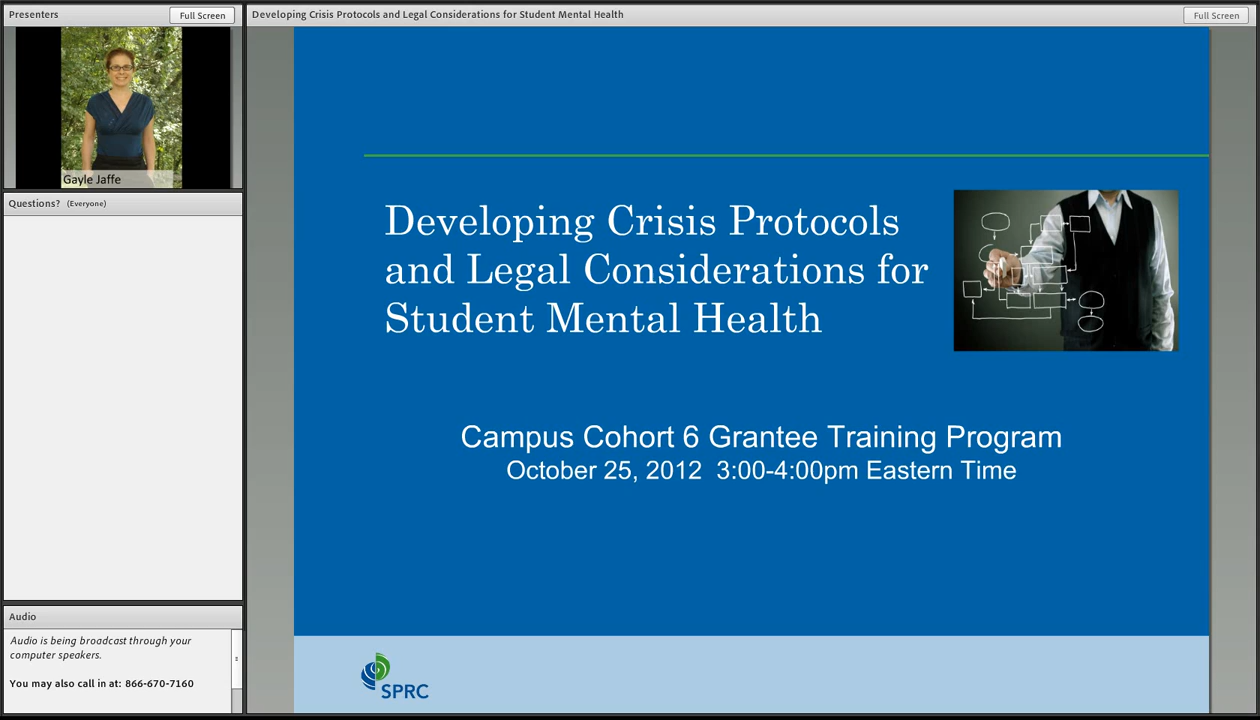 Presenters
Full Screen
Gayle Jaffe
Questions? (Everyone)
Audio
Audio is being broadcast through your
computer speakers.
You may also call in at: 866-670-7160
Developing Crisis Protocols and Legal Considerations for Student Mental Health
Full Screen
Developing Crisis Protocols
and Legal Considerations for
Student Mental Health
Campus Cohort 6 Grantee Training Program
October 25, 2012  3:00-4:00pm Eastern Time
SPRC